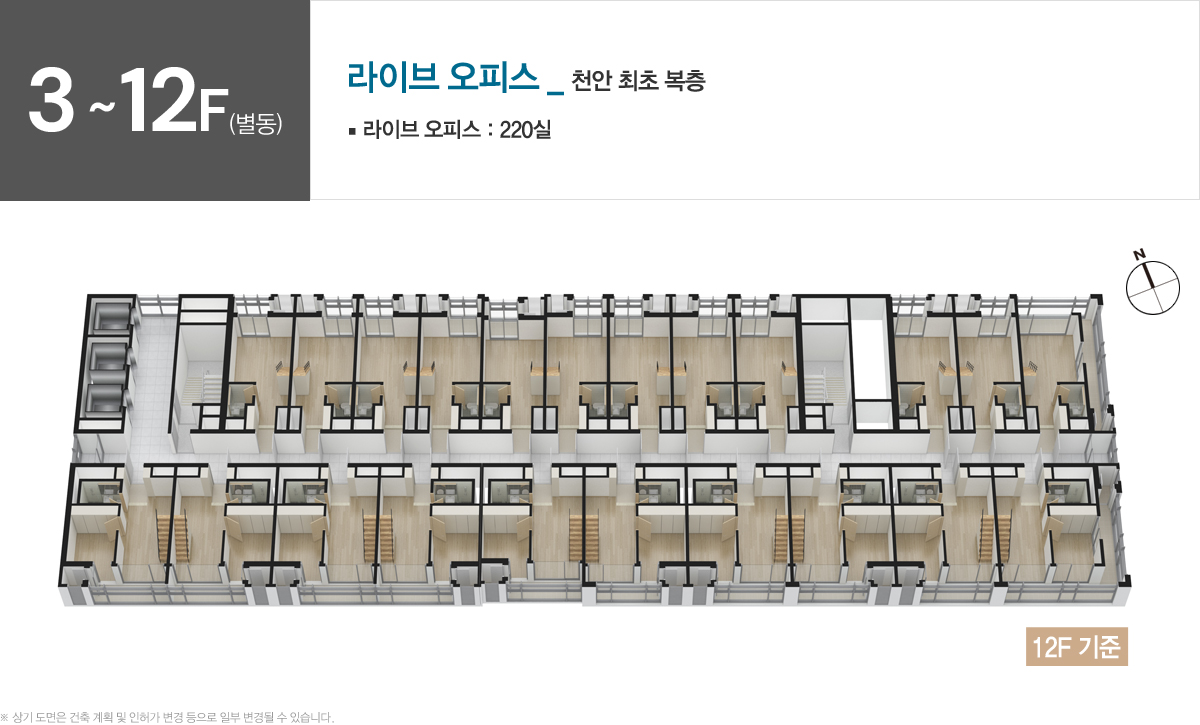 3 ~12F(별동)
라이브 오피스 _ 천안 최초 복층
▪ 라이브 오피스 : 220실
N
12F 기준
※ 상기 도면은 건축 계획 및 인허가 변경 등으로 일부 변경될 수 있습니다.